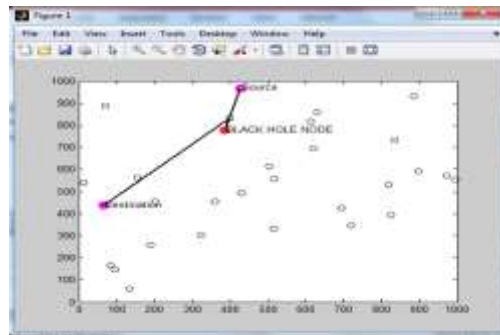 Figure 1
File Edit View Insert Tools Desktop Window Help
1000
900
800
700
600
500
400
300
200
100
0
Source
BLACK HOLE NODE
Destination
0 100 200 300 400 500 600 700 800 900 1000